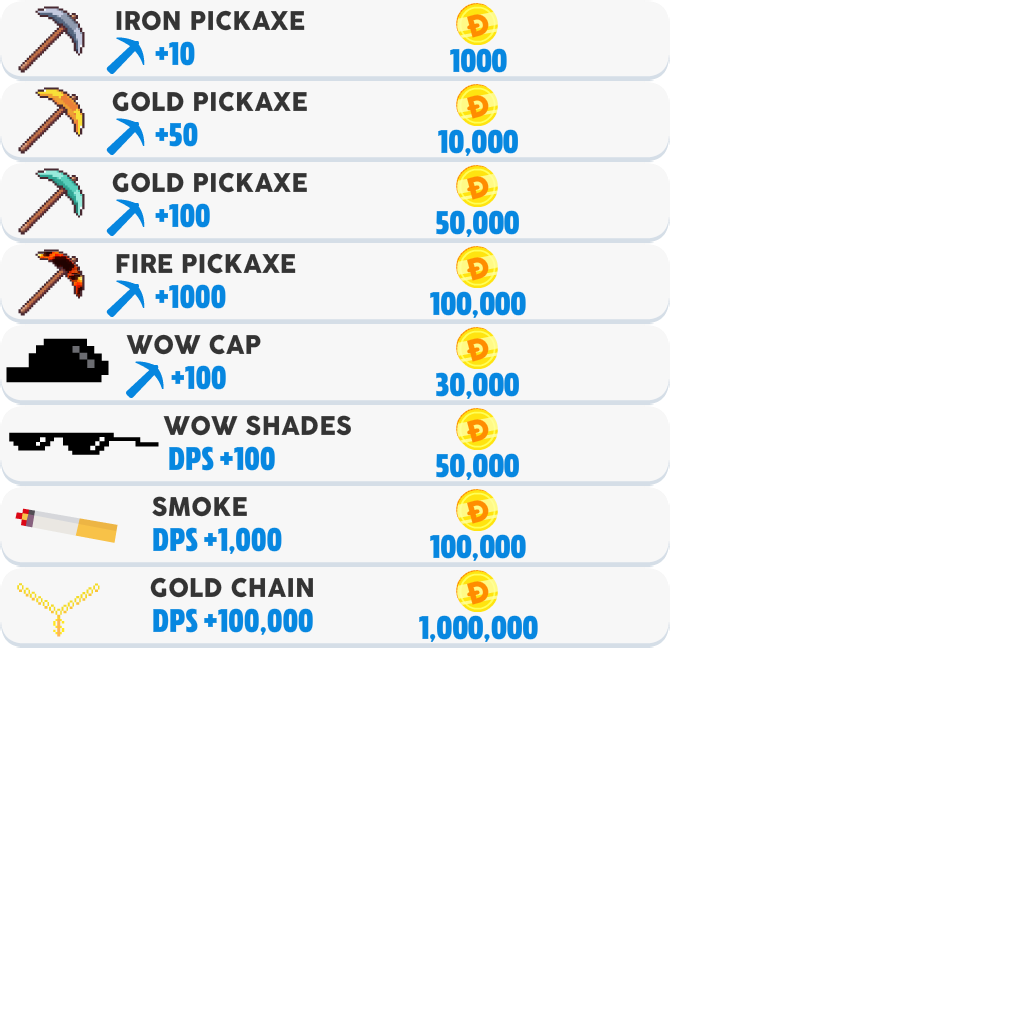 IRON PICKAXE
+10
1000
GOLD PICKAXE
+50
10,000
GOLD PICKAXE
+100
50,000
FIRE PICKAXE
+1000
100,000
WOW CAP
+100
30,000
WOW SHADES
DPS +100
50,000
SMOKE
DPS +1,000
100,000
GOLD CHAIN
DPS +100,000
1,000,000